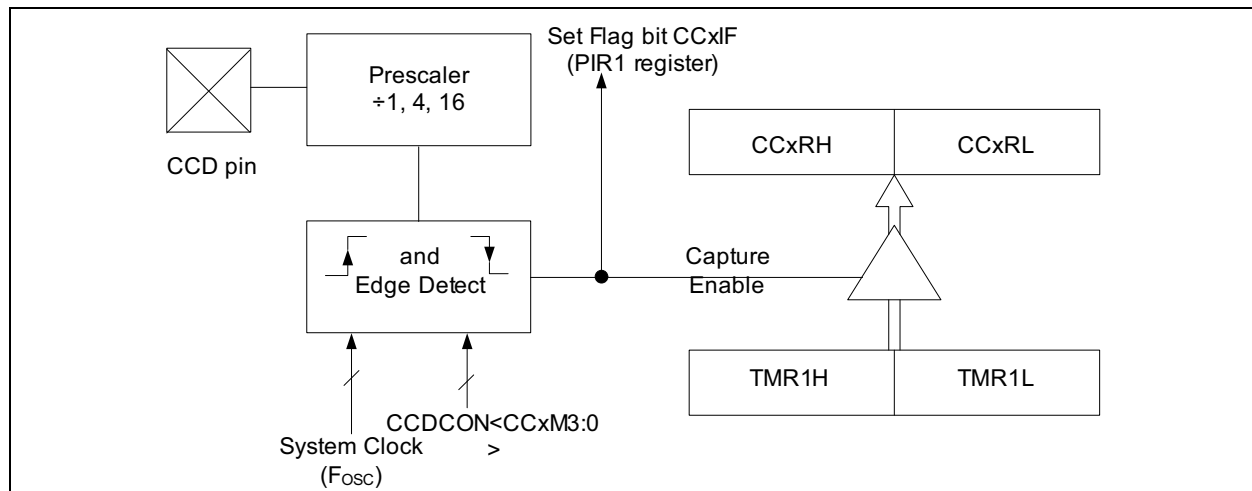 Set Flag bit CCxIF
(PIR1 register)
Prescaler
÷1, 4, 16
CCD pin
CCxRH
CCxRL
and
Edge Detect
Capture
Enable
TMR1H
TMR1L
CCDCON<CCxM3:0
>
System Clock
(FOSC)